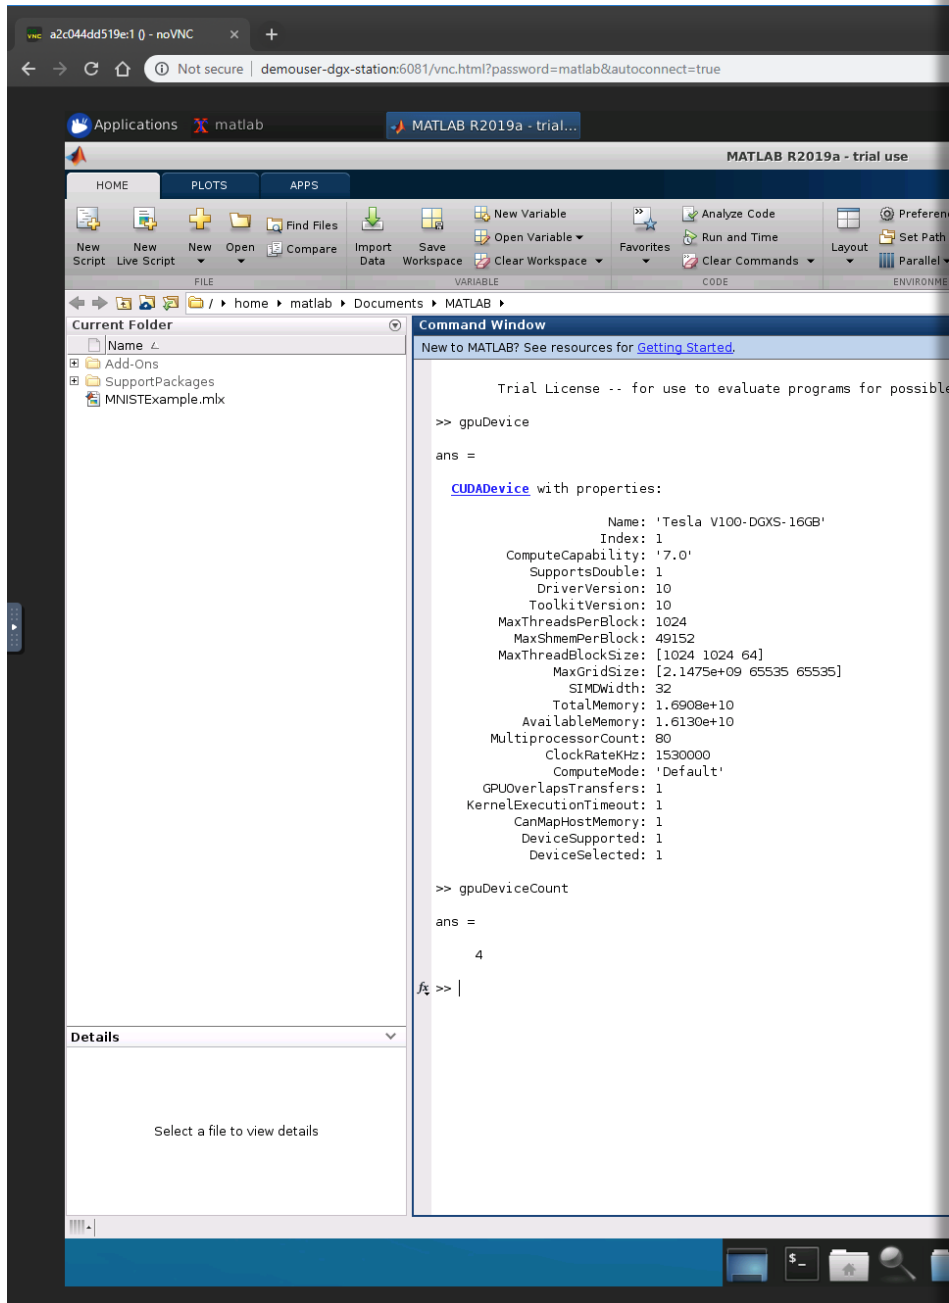 VNC a2c044dd519e:1 () - noVNC
Not secure | demouser-dgx-station:6081/vnc.html?password=matlab&autoconnect=true
Applications matlab MATLAB R2019a - trial...
MATLAB R2019a - trial use
HOME PLOTS APPS
New Script
New Live Script
New
Open
Find Files
Compare
Import Data
Save Workspace
New Variable
Open Variable
Clear Workspace
Favorites
Analyze Code
Run and Time
Clear Commands
Layout
Preferen
Set Path
Parallel
FILE VARIABLE CODE ENVIRONME
/ home matlab Documents MATLAB
Current Folder
Name
Add-Ons
SupportPackages
MNISTExample.mlx
Command Window
New to MATLAB? See resources for Getting Started.
Trial License -- for use to evaluate programs for possible
>> gpuDevice
ans =
CUDADevice with properties:
Name: 'Tesla V100-DGXS-16GB'
Index: 1
ComputeCapability: '7.0'
SupportsDouble: 1
DriverVersion: 10
ToolkitVersion: 10
MaxThreadsPerBlock: 1024
MaxShmemPerBlock: 49152
MaxThreadBlockSize: [1024 1024 64]
MaxGridSize: [2.1475e+09 65535 65535]
SIMDWidth: 32
TotalMemory: 1.6908e+10
AvailableMemory: 1.6130e+10
MultiprocessorCount: 80
ClockRateKHz: 1530000
ComputeMode: 'Default'
GPUOverlapsTransfers: 1
KernelExecutionTimeout: 1
CanMapHostMemory: 1
DeviceSupported: 1
DeviceSelected: 1
>> gpuDeviceCount
ans =
4
fx >>
Details
Select a file to view details
$_